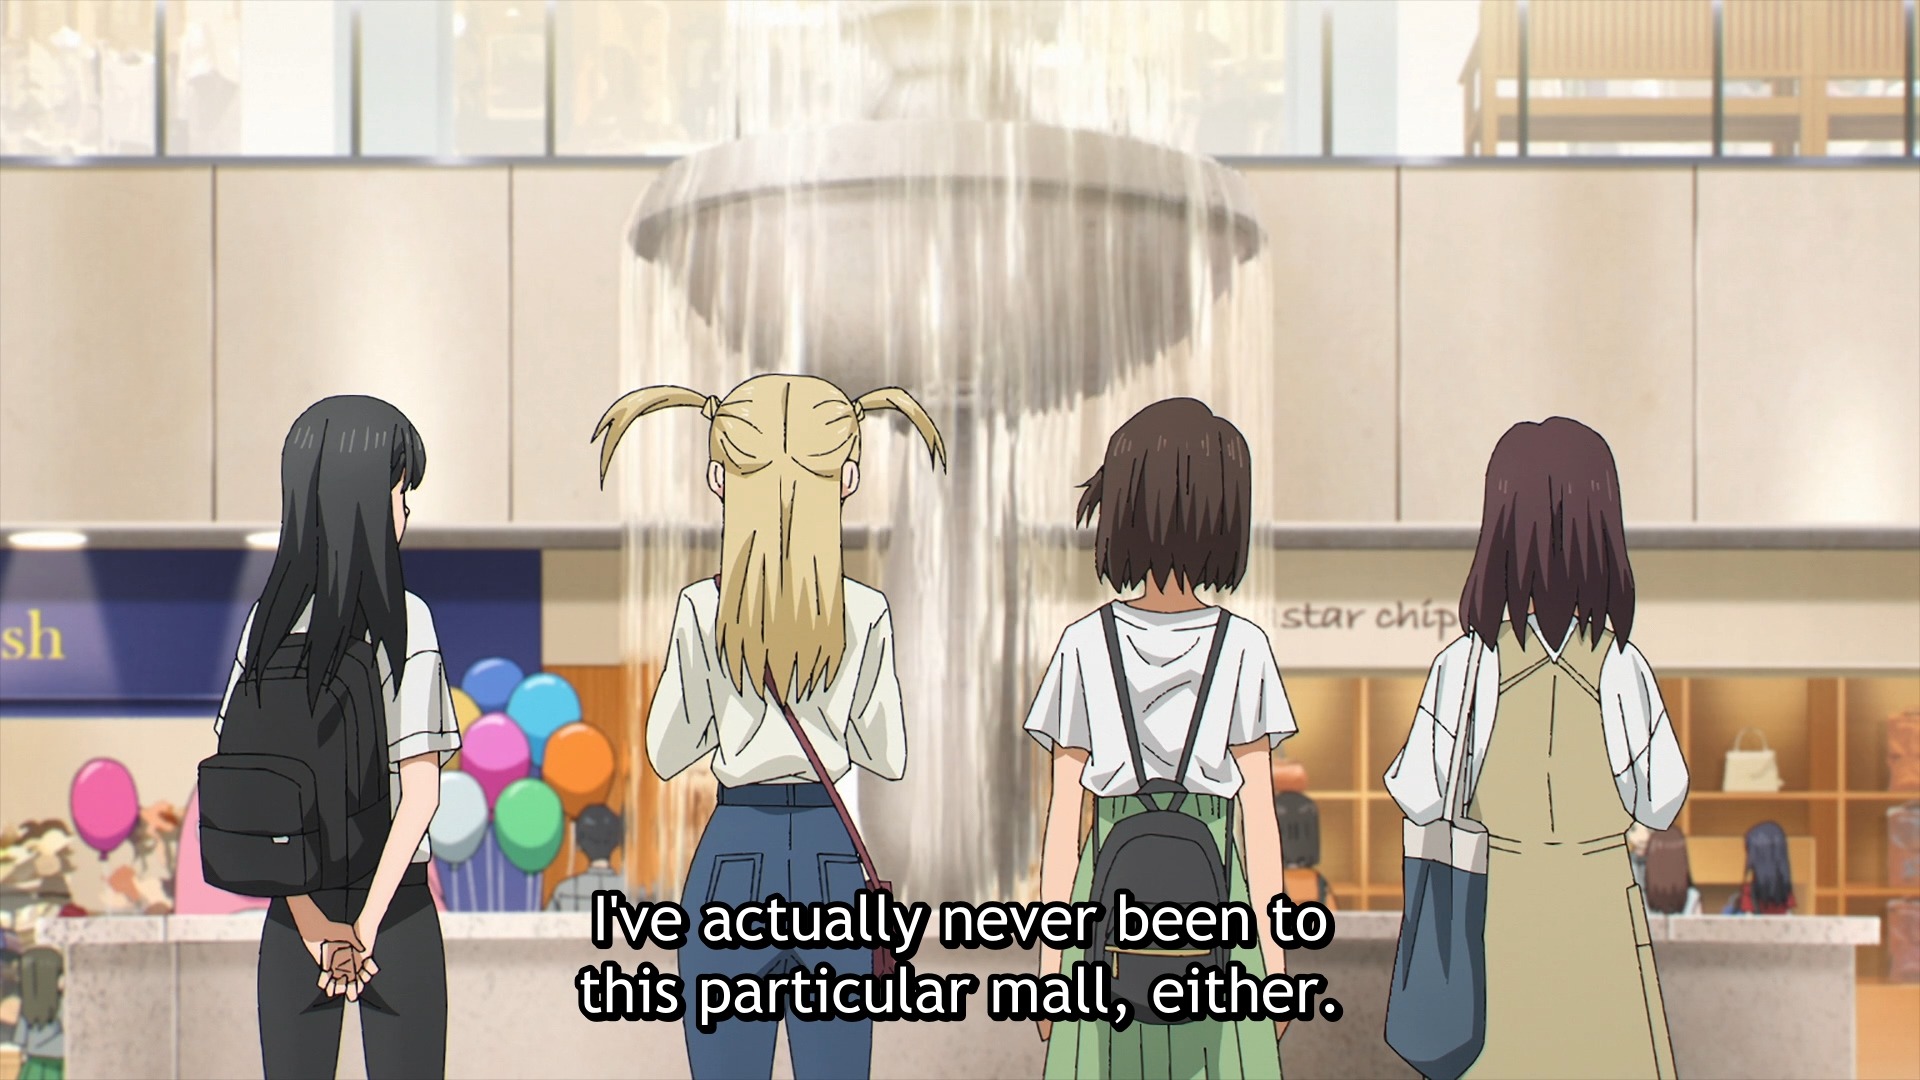 sh
star chip
I've actually never been to
this particular mall, either.